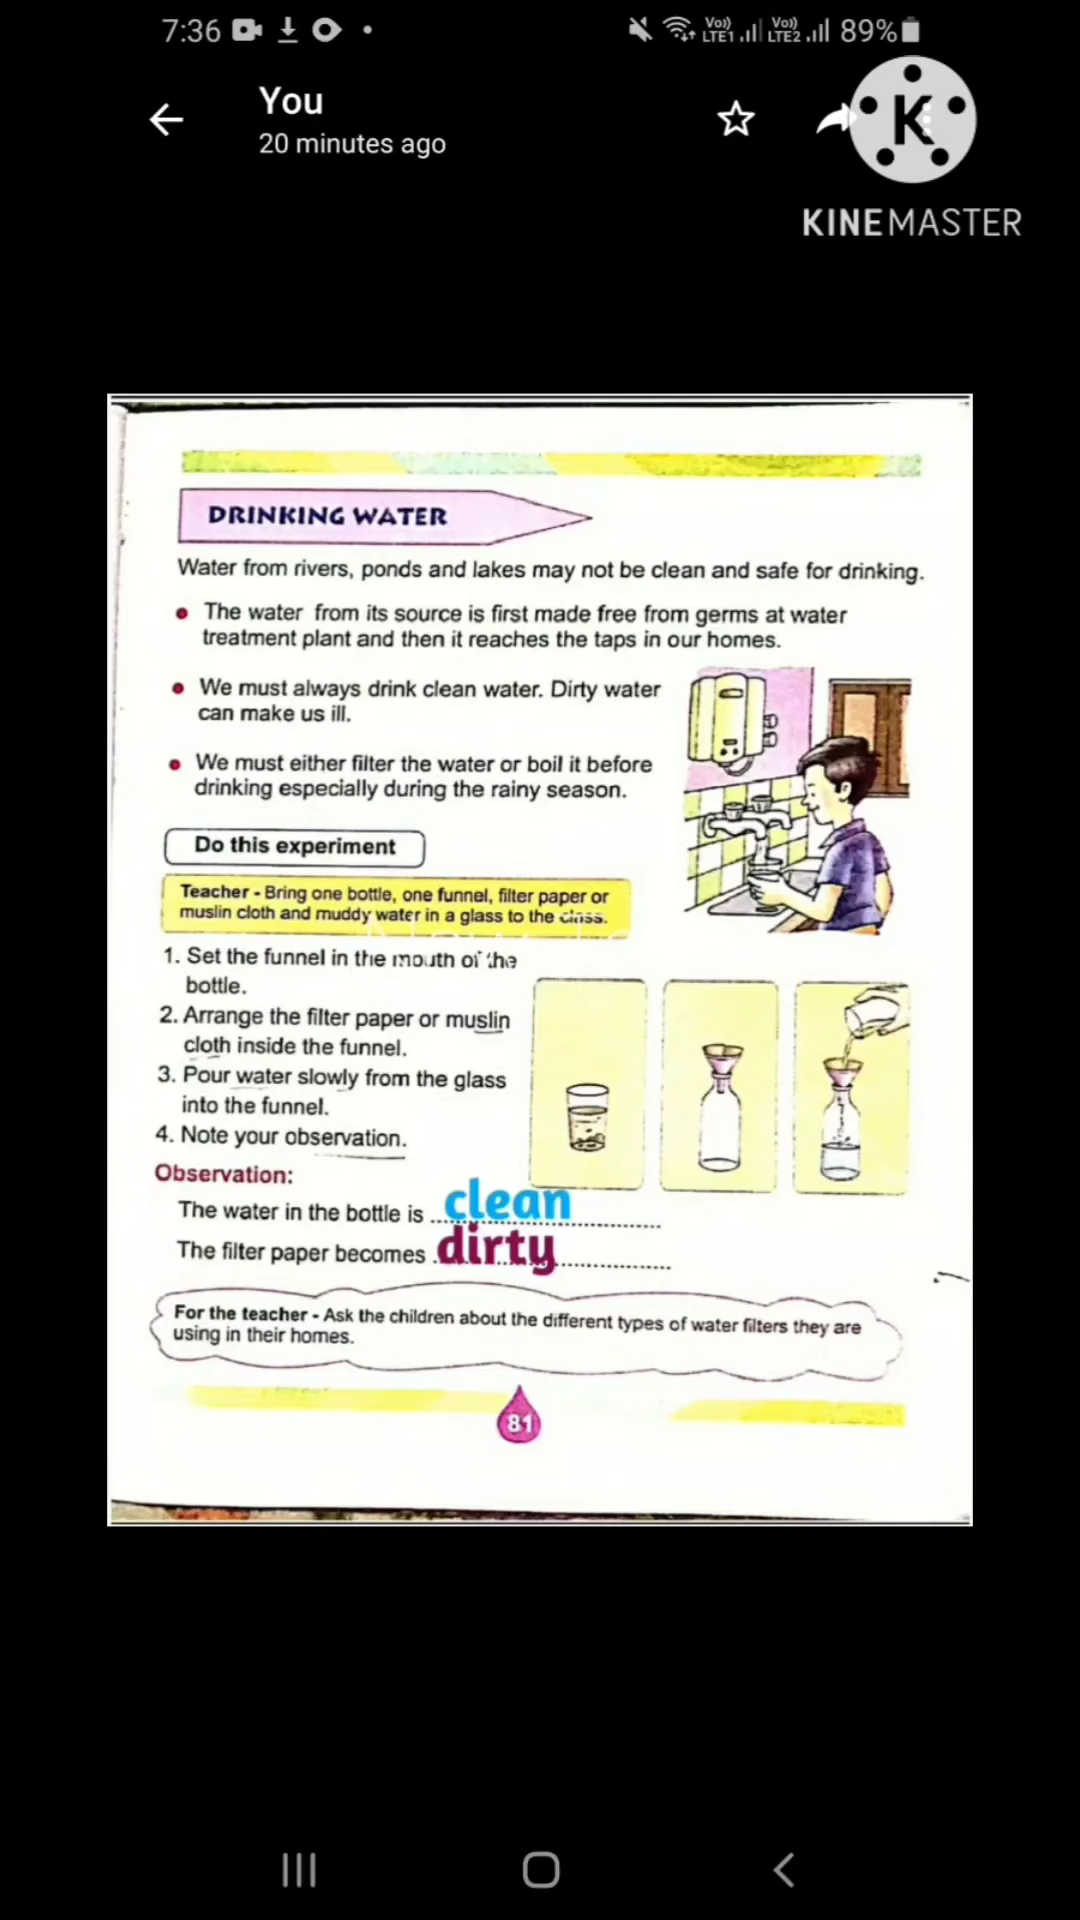 7:36
Vo)) LTE1 Vo)) LTE2 89%
You
20 minutes ago
K
KINEMASTER
DRINKING WATER
Water from rivers, ponds and lakes may not be clean and safe for drinking.
The water from its source is first made free from germs at water
treatment plant and then it reaches the taps in our homes.
We must always drink clean water. Dirty water
can make us ill.
We must either filter the water or boil it before
drinking especially during the rainy season.
Do this experiment
Teacher - Bring one bottle, one funnel, filter paper or
muslin cloth and muddy water in a glass to the class.
1. Set the funnel in the mouth of the
bottle.
2. Arrange the filter paper or muslin
cloth inside the funnel.
3. Pour water slowly from the glass
into the funnel.
4. Note your observation.
Observation:
The water in the bottle is clean
The filter paper becomes dirty
For the teacher - Ask the children about the different types of water filters they are
using in their homes.
81